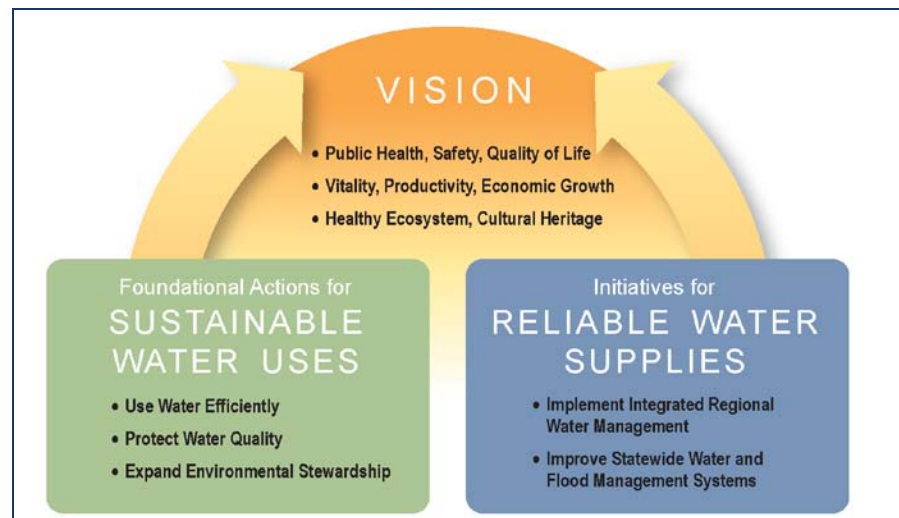 VISION
• Public Health, Safety, Quality of Life
• Vitality, Productivity, Economic Growth
• Healthy Ecosystem, Cultural Heritage
Foundational Actions for
SUSTAINABLE
WATER USES
• Use Water Efficiently
• Protect Water Quality
• Expand Environmental Stewardship
Initiatives for
RELIABLE WATER
SUPPLIES
• Implement Integrated Regional
Water Management
• Improve Statewide Water and
Flood Management Systems